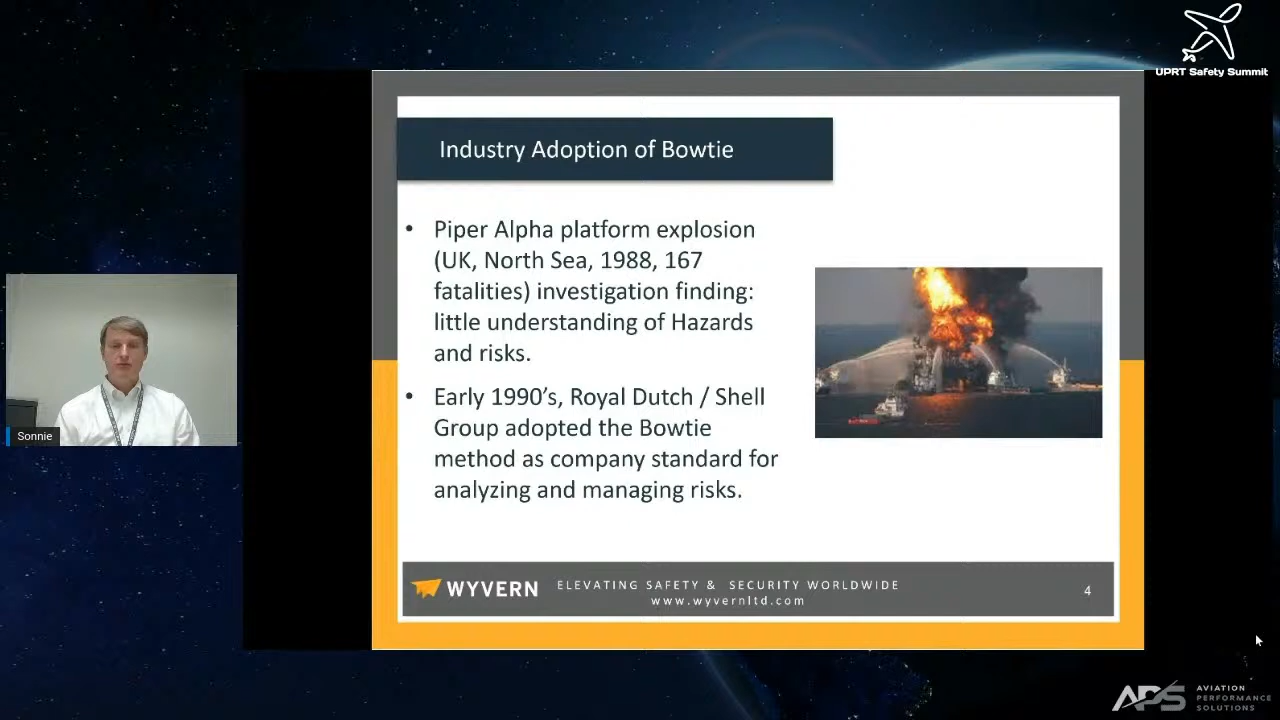 UPRT Safety Summit
Industry Adoption of Bowtie
• Piper Alpha platform explosion
(UK, North Sea, 1988, 167
fatalities) investigation finding:
little understanding of Hazards
and risks.
• Early 1990’s, Royal Dutch / Shell
Group adopted the Bowtie
method as company standard for
analyzing and managing risks.
Sonnie
WYVERN
ELEVATING SAFETY & SECURITY WORLDWIDE
www.wyvernltd.com
4
APS
AVIATION
PERFORMANCE
SOLUTIONS